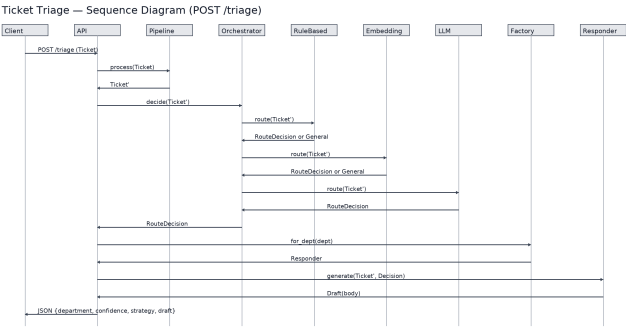 Ticket Triage — Sequence Diagram (POST /triage)
Client API Pipeline Orchestrator RuleBased Embedding LLM Factory Responder
POST /triage (Ticket)
process(Ticket)
Ticket'
decide(Ticket')
route(Ticket')
RouteDecision or General
route(Ticket')
RouteDecision or General
route(Ticket')
RouteDecision
RouteDecision
for_dept(dept)
Responder
generate(Ticket', Decision)
Draft(body)
JSON {department, confidence, strategy, draft}